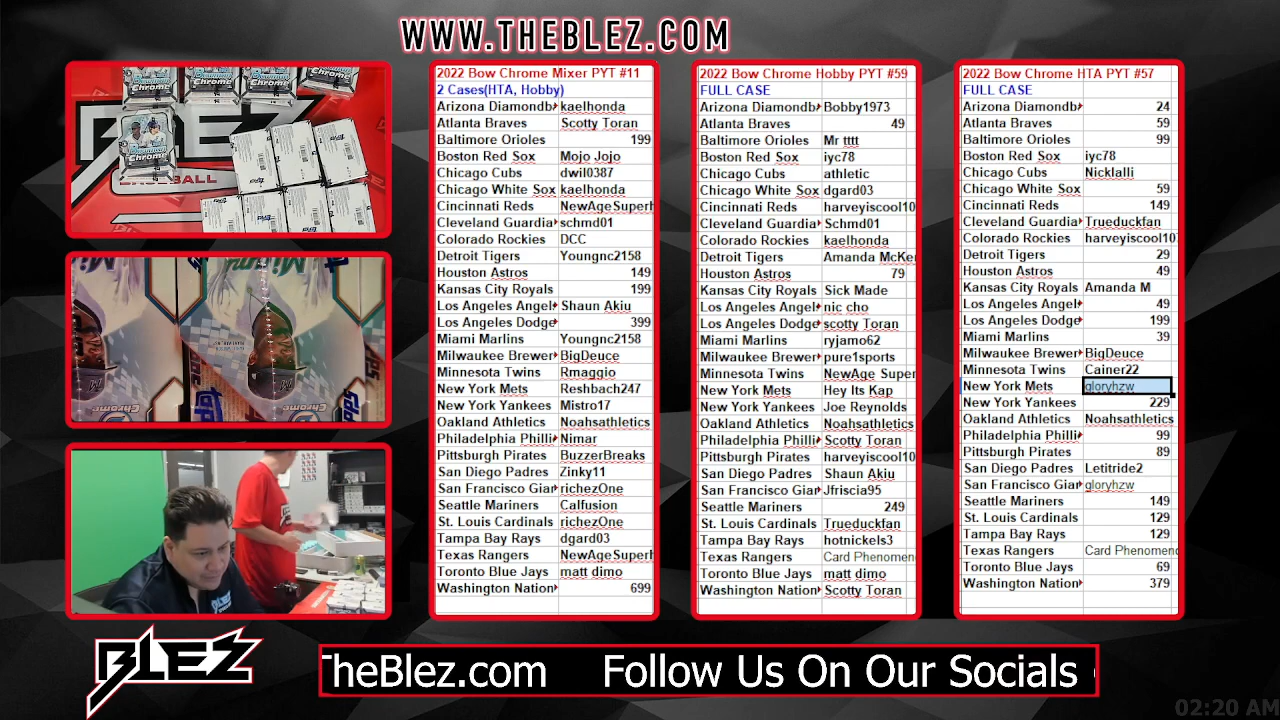 WWW.THEBLEZ.COM
2022 Bow Chrome Mixer PYT #11
2 Cases(HTA, Hobby)
Arizona Diamondb kaelhonda
Atlanta Braves Scotty Toran
Baltimore Orioles 199
Boston Red Sox Mojo Jojo
Chicago Cubs dwil0387
Chicago White Sox kaelhonda
Cincinnati Reds NewAgeSuperh
Cleveland Guardia schmd01
Colorado Rockies DCC
Detroit Tigers Youngnc2158
Houston Astros 149
Kansas City Royals 199
Los Angeles Angel Shaun Akiu
Los Angeles Dodge 399
Miami Marlins Youngnc2158
Milwaukee Brewer BigDeuce
Minnesota Twins Rmaggio
New York Mets Reshbach247
New York Yankees Mistro17
Oakland Athletics Noahsathletics
Philadelphia Philli Nimar
Pittsburgh Pirates BuzzerBreaks
San Diego Padres Zinky11
San Francisco Giar richezOne
Seattle Mariners Calfusion
St. Louis Cardinals richezOne
Tampa Bay Rays dgard03
Texas Rangers NewAgeSuperh
Toronto Blue Jays matt dimo
Washington Nation 699
2022 Bow Chrome Hobby PYT #59
FULL CASE
Arizona Diamondb Bobby1973
Atlanta Braves 49
Baltimore Orioles Mr tttt
Boston Red Sox iyc78
Chicago Cubs athletic
Chicago White Sox dgard03
Cincinnati Reds harveyiscool10
Cleveland Guardia Schmd01
Colorado Rockies kaelhonda
Detroit Tigers Amanda McKe
Houston Astros 79
Kansas City Royals Sick Made
Los Angeles Angel nic cho
Los Angeles Dodge scotty Toran
Miami Marlins ryjamo62
Milwaukee Brewer pure1sports
Minnesota Twins NewAge Super
New York Mets Hey Its Kap
New York Yankees Joe Reynolds
Oakland Athletics Noahsathletics
Philadelphia Philli Scotty Toran
Pittsburgh Pirates harveyiscool10
San Diego Padres Shaun Akiu
San Francisco Giar Jfriscia95
Seattle Mariners 249
St. Louis Cardinals Trueduckfan
Tampa Bay Rays hotnickels3
Texas Rangers Card Phenomen
Toronto Blue Jays matt dimo
Washington Nation Scotty Toran
2022 Bow Chrome HTA PYT #57
FULL CASE
Arizona Diamondb 24
Atlanta Braves 59
Baltimore Orioles 99
Boston Red Sox iyc78
Chicago Cubs Nicklalli
Chicago White Sox 59
Cincinnati Reds 149
Cleveland Guardia Trueduckfan
Colorado Rockies harveyiscool10
Detroit Tigers 29
Houston Astros 49
Kansas City Royals Amanda M
Los Angeles Angel 49
Los Angeles Dodge 199
Miami Marlins 39
Milwaukee Brewer BigDeuce
Minnesota Twins Cainer22
New York Mets gloryhzw
New York Yankees 229
Oakland Athletics Noahsathletics
Philadelphia Philli 99
Pittsburgh Pirates 89
San Diego Padres Letitride2
San Francisco Giar gloryhzw
Seattle Mariners 149
St. Louis Cardinals 129
Tampa Bay Rays 129
Texas Rangers Card Phenomeno
Toronto Blue Jays 69
Washington Nation 379
BLEZ
TheBlez.com Follow Us On Our Socials
02:20 AM